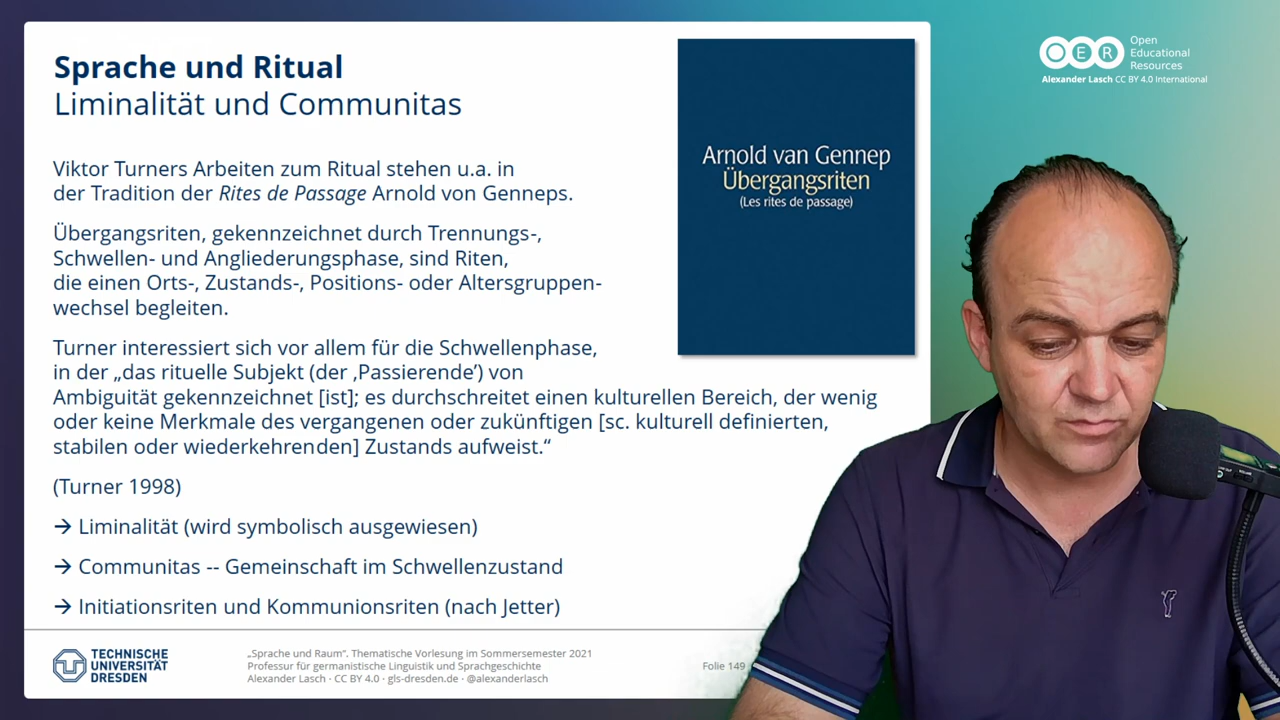 Sprache und Ritual
Liminalität und Communitas
Viktor Turners Arbeiten zum Ritual stehen u.a. in
der Tradition der Rites de Passage Arnold von Genneps.
Übergangsriten, gekennzeichnet durch Trennungs-,
Schwellen- und Angliederungsphase, sind Riten,
die einen Orts-, Zustands-, Positions- oder Altersgruppen-
wechsel begleiten.
Turner interessiert sich vor allem für die Schwellenphase,
in der „das rituelle Subjekt (der ‚Passierende‘) von
Ambiguität gekennzeichnet [ist]; es durchschreitet einen kulturellen Bereich, der wenig
oder keine Merkmale des vergangenen oder zukünftigen [sc. kulturell definierten,
stabilen oder wiederkehrenden] Zustands aufweist.“
(Turner 1998)
→ Liminalität (wird symbolisch ausgewiesen)
→ Communitas -- Gemeinschaft im Schwellenzustand
→ Initiationsriten und Kommunionsriten (nach Jetter)
Arnold van Gennep
Übergangsriten
(Les rites de passage)
OER Open
Educational
Resources
Alexander Lasch CC BY 4.0 International
TECHNISCHE
UNIVERSITÄT
DRESDEN
„Sprache und Raum“. Thematische Vorlesung im Sommersemester 2021
Professur für germanistische Linguistik und Sprachgeschichte
Alexander Lasch · CC BY 4.0 · gls-dresden.de · @alexanderlasch
Folie 149